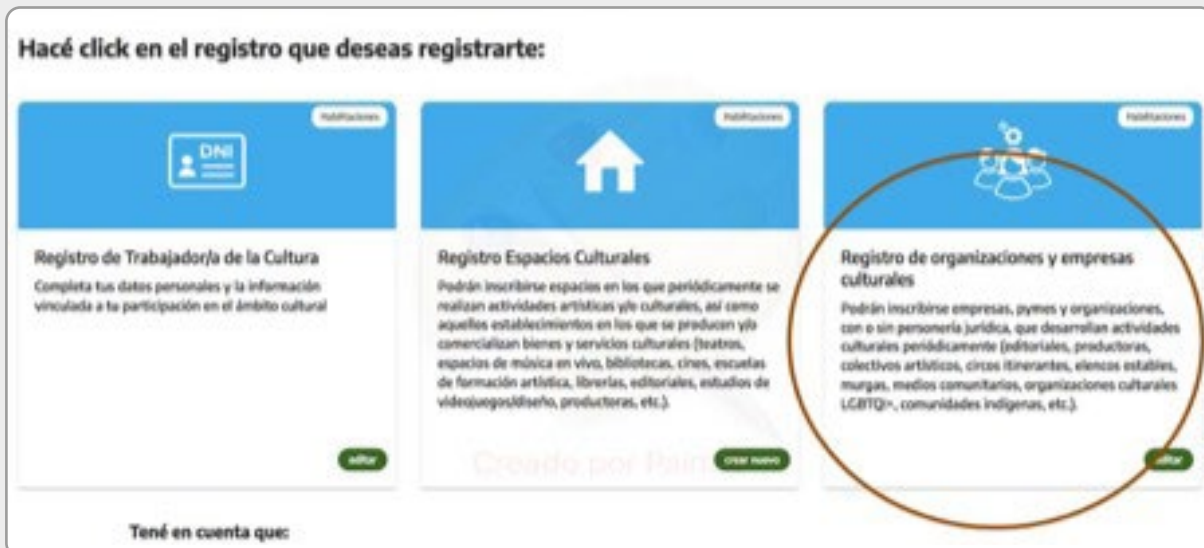 Hacé click en el registro que deseas registrarte:
Habilitaciones
DNI
Registro de Trabajador/a de la Cultura
Completa tus datos personales y la información
vinculada a tu participación en el ámbito cultural
editar
Habilitaciones
Registro Espacios Culturales
Podrán inscribirse espacios en los que periódicamente se
realizan actividades artísticas y/o culturales, así como
aquellos establecimientos en los que se producen y/o
comercializan bienes y servicios culturales (teatros,
espacios de música en vivo, bibliotecas, cines, escuelas
de formación artística, librerías, editoriales, estudios de
videojuegos/diseño, productoras, etc.).
crear nuevo
Habilitaciones
Registro de organizaciones y empresas
culturales
Podrán inscribirse empresas, pymes y organizaciones,
con o sin personería jurídica, que desarrollan actividades
culturales periódicamente (editoriales, productoras,
colectivos artísticos, circos itinerantes, elencos estables,
murgas, medios comunitarios, organizaciones culturales
LGBTQI+, comunidades indígenas, etc.).
editar
Creado por
Tené en cuenta que: